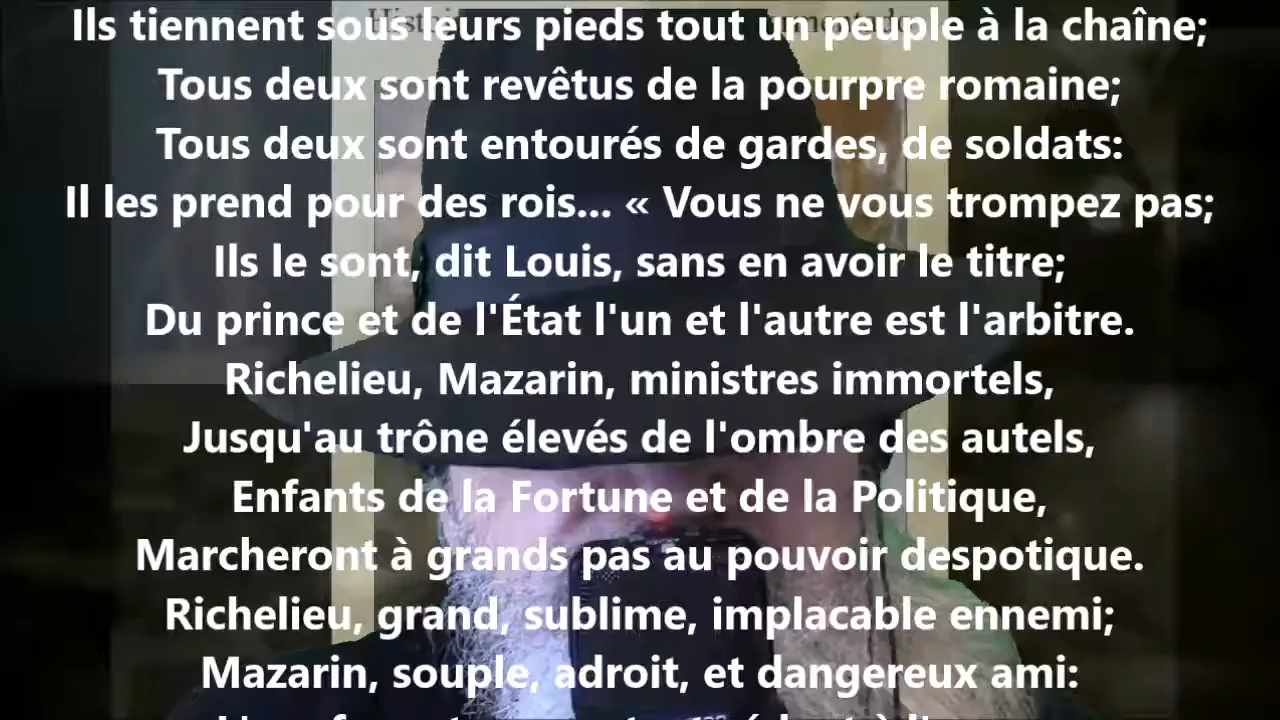 Ils tiennent sous leurs pieds tout un peuple à la chaîne;
Tous deux sont revêtus de la pourpre romaine;
Tous deux sont entourés de gardes, de soldats:
Il les prend pour des rois... « Vous ne vous trompez pas;
Ils le sont, dit Louis, sans en avoir le titre;
Du prince et de l'État l'un et l'autre est l'arbitre.
Richelieu, Mazarin, ministres immortels,
Jusqu'au trône élevés de l'ombre des autels,
Enfants de la Fortune et de la Politique,
Marcheront à grands pas au pouvoir despotique.
Richelieu, grand, sublime, implacable ennemi;
Mazarin, souple, adroit, et dangereux ami: